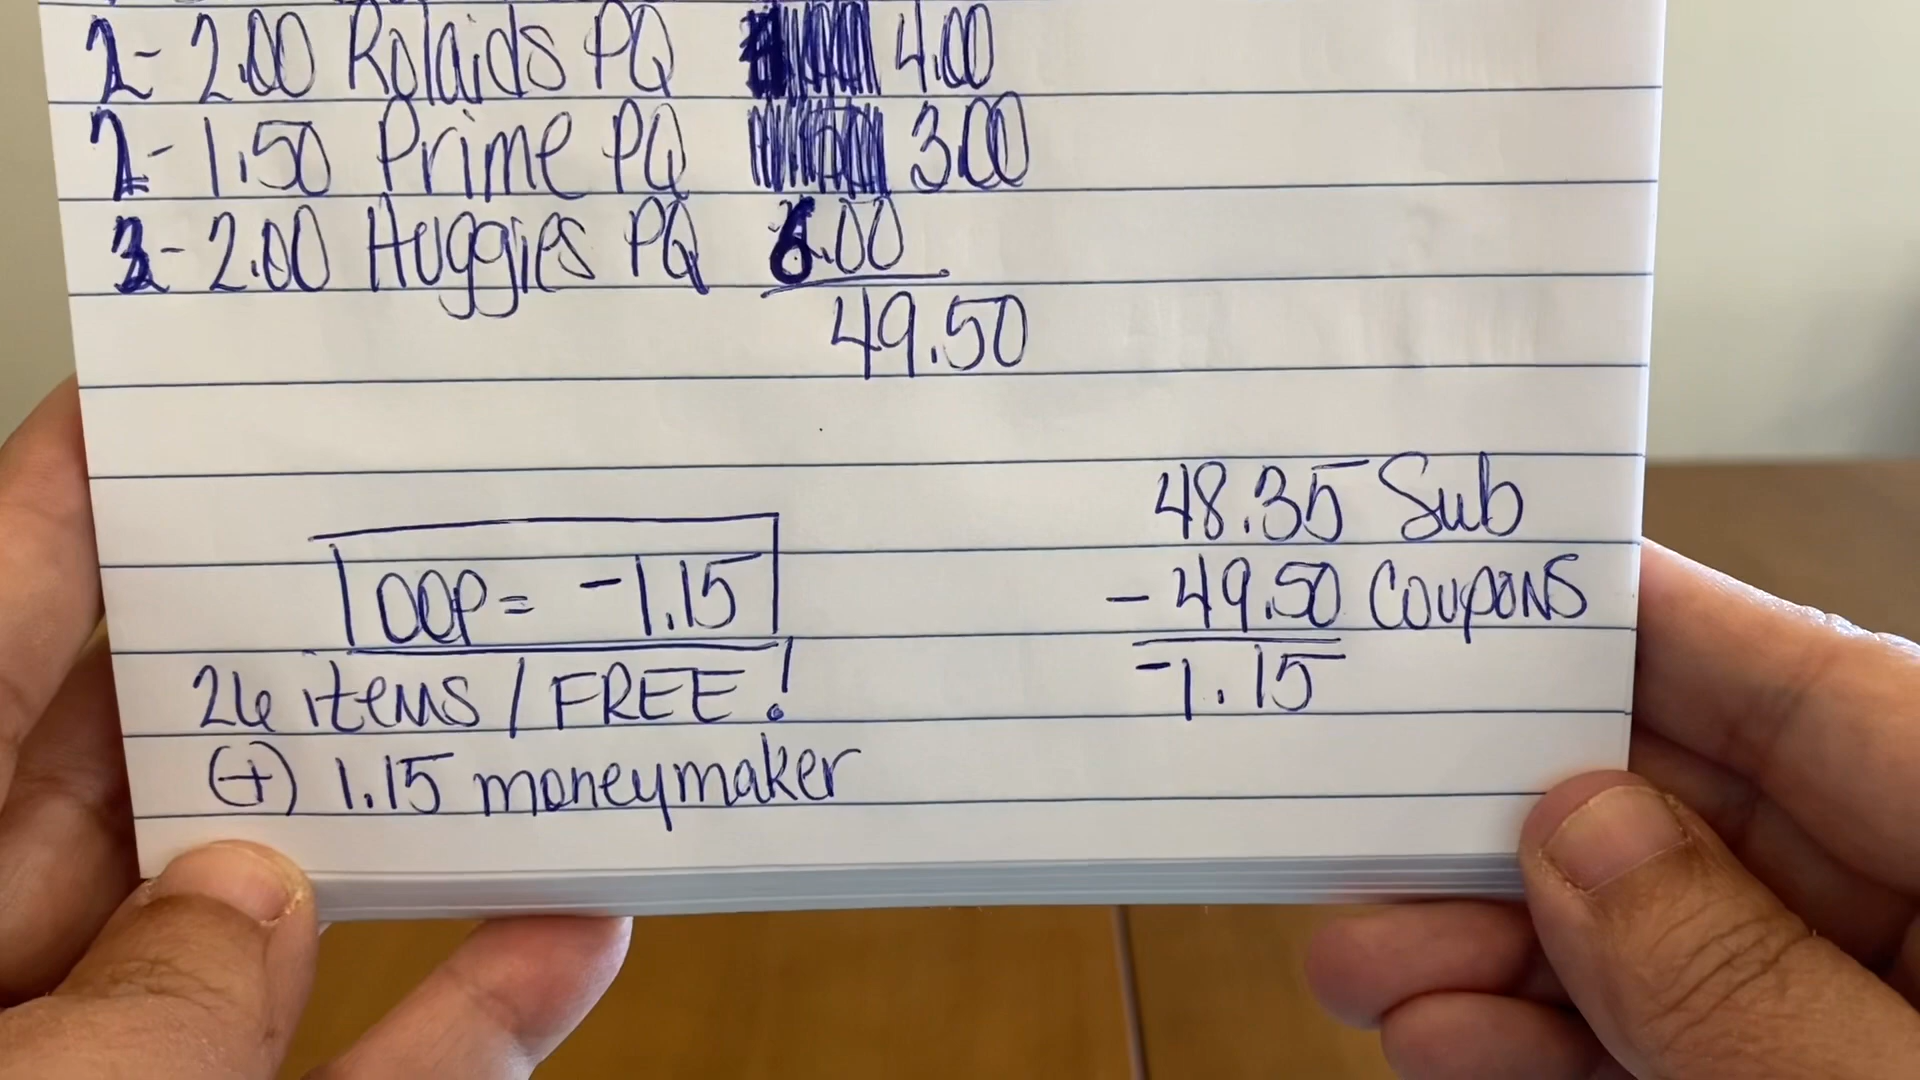 2- 2.00 Rolaids PQ 4.00
2- 1.50 Prime PQ 3.00
3- 2.00 Huggies PQ 6.00
49.50
48.35 Sub
- 49.50 Coupons
-1.15
OOP = -1.15
26 items / FREE!
(+) 1.15 moneymaker